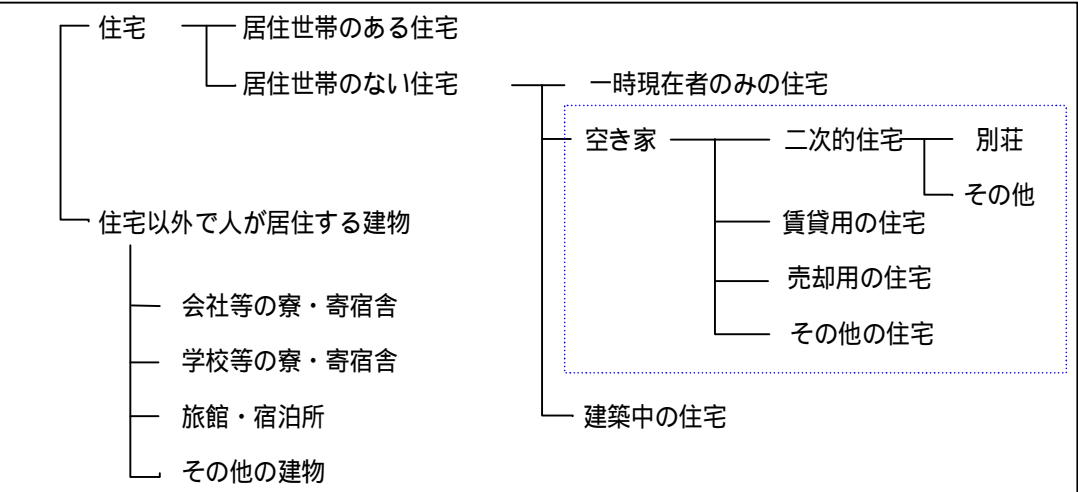 住宅 居住世帯のある住宅
居住世帯のない住宅 一時現在者のみの住宅
空き家 二次的住宅 別荘
その他
住宅以外で人が居住する建物 賃貸用の住宅
売却用の住宅
会社等の寮・寄宿舎
その他の住宅
学校等の寮・寄宿舎
旅館・宿泊所 建築中の住宅
その他の建物